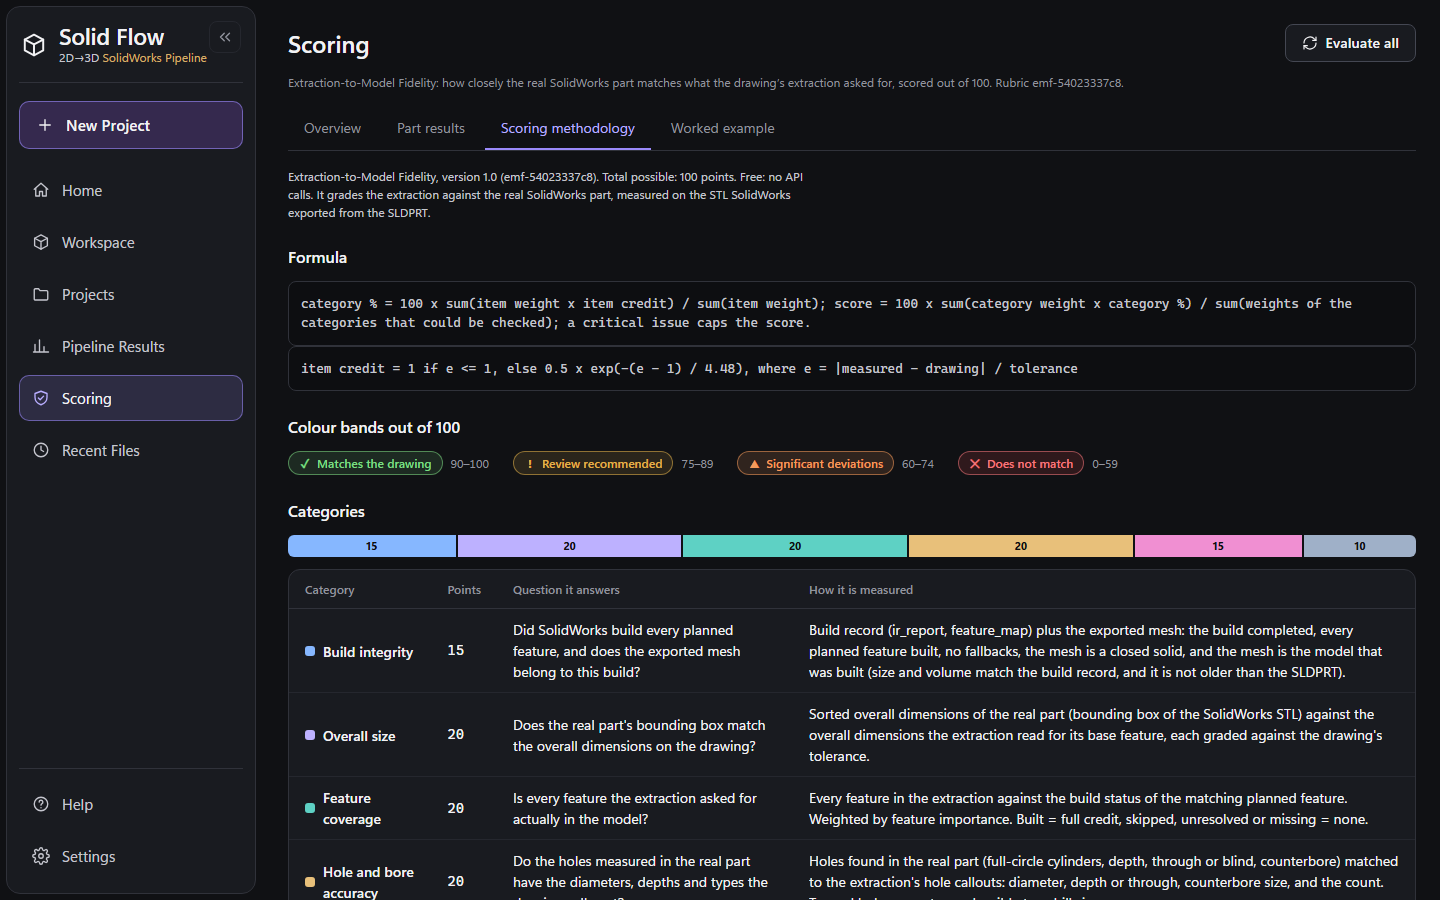 Solid Flow
2D→3D SolidWorks Pipeline
New Project
Home
Workspace
Projects
Pipeline Results
Scoring
Recent Files
Help
Settings
Scoring
Evaluate all
Extraction-to-Model Fidelity: how closely the real SolidWorks part matches what the drawing's extraction asked for, scored out of 100. Rubric emf-54023337c8.
Overview
Part results
Scoring methodology
Worked example
Extraction-to-Model Fidelity, version 1.0 (emf-54023337c8). Total possible: 100 points. Free: no API
calls. It grades the extraction against the real SolidWorks part, measured on the STL SolidWorks
exported from the SLDPRT.
Formula
category % = 100 x sum(item weight x item credit) / sum(item weight); score = 100 x sum(category weight x category %) / sum(weights of the
categories that could be checked); a critical issue caps the score.
item credit = 1 if e <= 1, else 0.5 x exp(-(e - 1) / 4.48), where e = |measured - drawing| / tolerance
Colour bands out of 100
Matches the drawing 90–100
! Review recommended 75–89
Significant deviations 60–74
Does not match 0–59
Categories
15 20 20 20 15 10
Category Points Question it answers How it is measured
Build integrity
15
Did SolidWorks build every planned
feature, and does the exported mesh
belong to this build?
Build record (ir_report, feature_map) plus the exported mesh: the build completed, every
planned feature built, no fallbacks, the mesh is a closed solid, and the mesh is the model that
was built (size and volume match the build record, and it is not older than the SLDPRT).
Overall size
20
Does the real part's bounding box match
the overall dimensions on the drawing?
Sorted overall dimensions of the real part (bounding box of the SolidWorks STL) against the
overall dimensions the extraction read for its base feature, each graded against the drawing's
tolerance.
Feature
coverage
20
Is every feature the extraction asked for
actually in the model?
Every feature in the extraction against the build status of the matching planned feature.
Weighted by feature importance. Built = full credit, skipped, unresolved or missing = none.
Hole and bore
accuracy
20
Do the holes measured in the real part
have the diameters, depths and types the
Holes found in the real part (full-circle cylinders, depth, through or blind, counterbore) matched
to the extraction's hole callouts: diameter, depth or through, counterbore size, and the count.